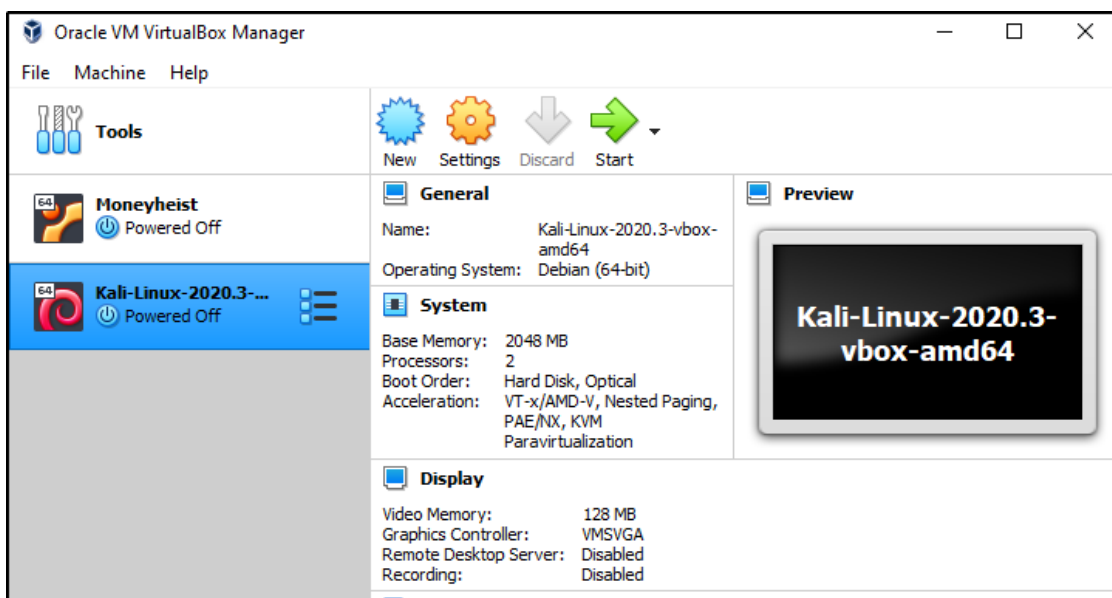 Oracle VM VirtualBox Manager
File Machine Help
Tools
New Settings Discard Start
64
Moneyheist
Powered Off
64
Kali-Linux-2020.3-...
Powered Off
General
Name: Kali-Linux-2020.3-vbox-
amd64
Operating System: Debian (64-bit)
System
Base Memory: 2048 MB
Processors: 2
Boot Order: Hard Disk, Optical
Acceleration: VT-x/AMD-V, Nested Paging,
PAE/NX, KVM
Paravirtualization
Preview
Kali-Linux-2020.3-
vbox-amd64
Display
Video Memory: 128 MB
Graphics Controller: VMSVGA
Remote Desktop Server: Disabled
Recording: Disabled